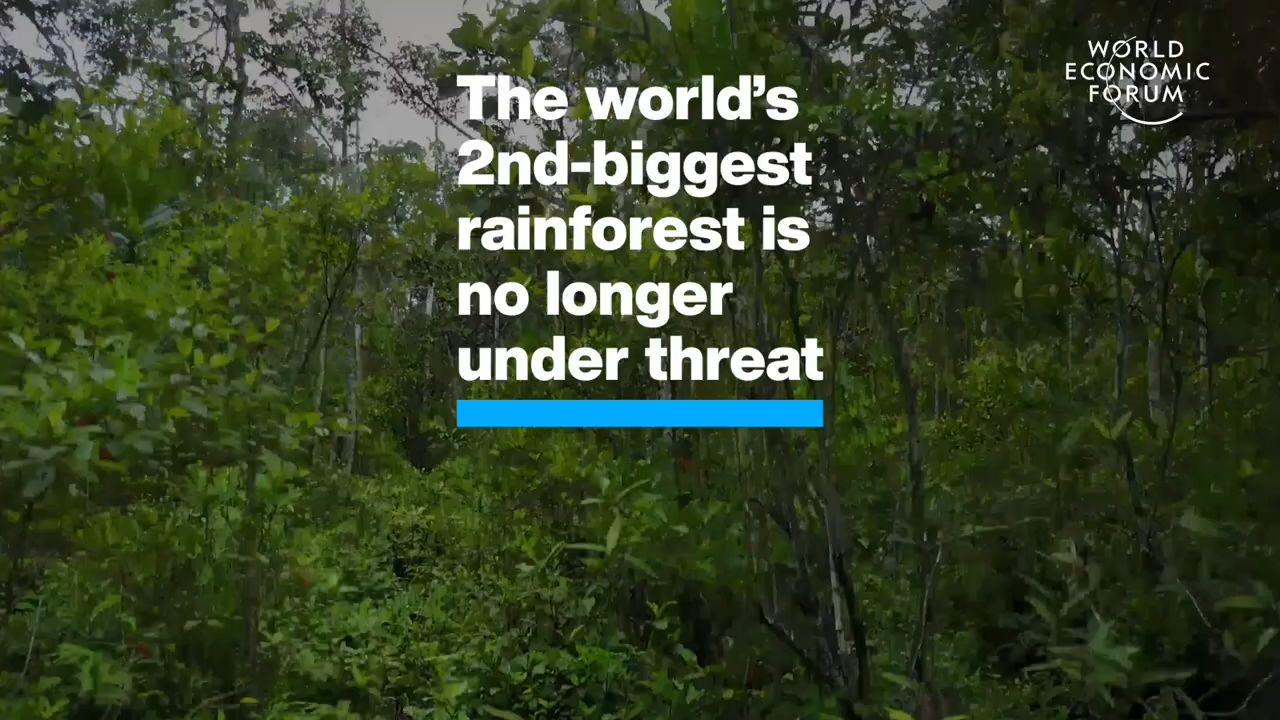 The world’s
2nd-biggest
rainforest is
no longer
under threat
WORLD
ECONOMIC
FORUM